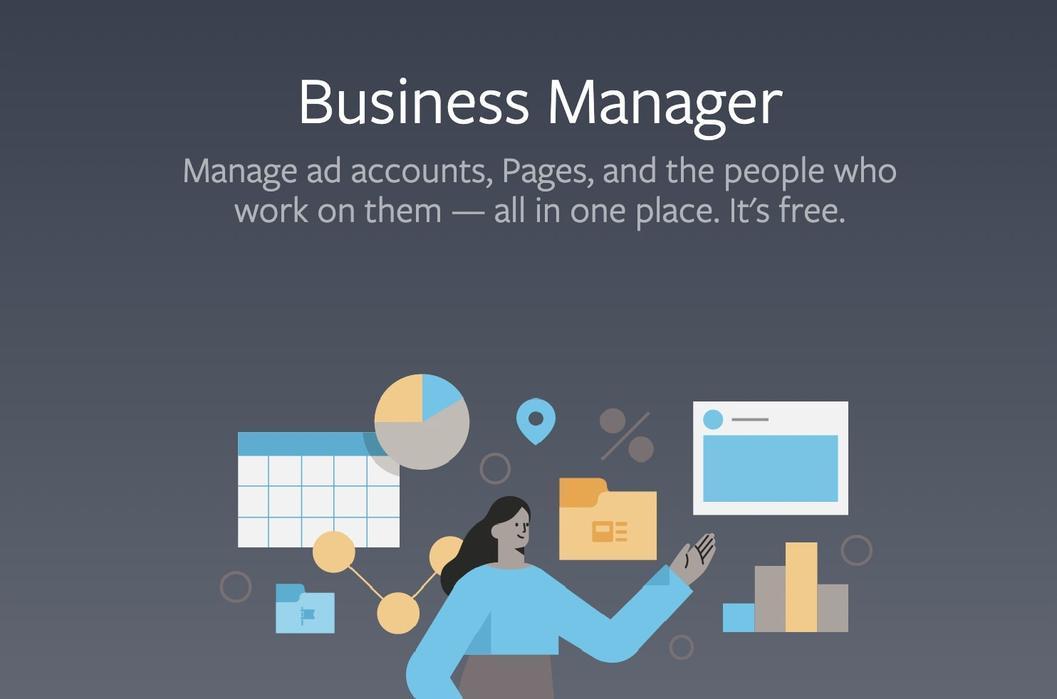 Business Manager
Manage ad accounts, Pages, and the people who
work on them — all in one place. It's free.